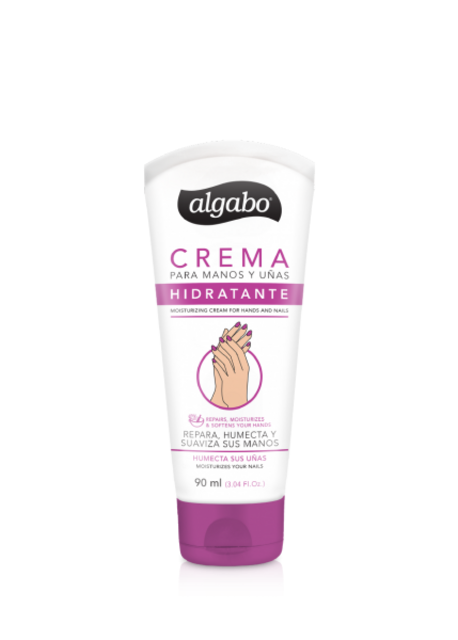 algabo®
CREMA
PARA MANOS Y UÑAS
HIDRATANTE
MOISTURIZING CREAM FOR HANDS AND NAILS
REPAIRS, MOISTURIZES
& SOFTENS YOUR HANDS
REPARA, HUMECTA Y
SUAVIZA SUS MANOS
HUMECTA SUS UÑAS
MOISTURIZES YOUR NAILS
90 ml (3.04 Fl.Oz.)